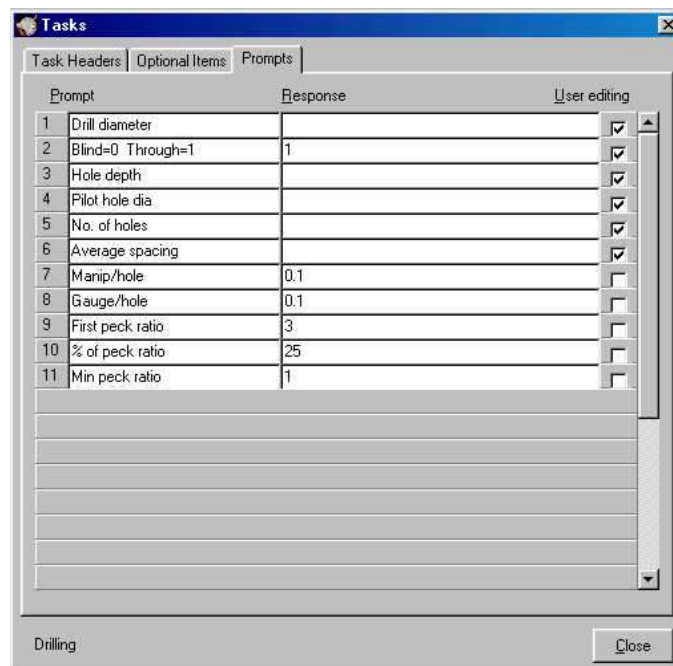 Tasks
Task Headers Optional Items Prompts
Prompt Response User editing
1 Drill diameter
2 Blind=0 Through=1 1
3 Hole depth
4 Pilot hole dia
5 No. of holes
6 Average spacing
7 Manip/hole 0.1
8 Gauge/hole 0.1
9 First peck ratio 3
10 % of peck ratio 25
11 Min peck ratio 1
Drilling Close